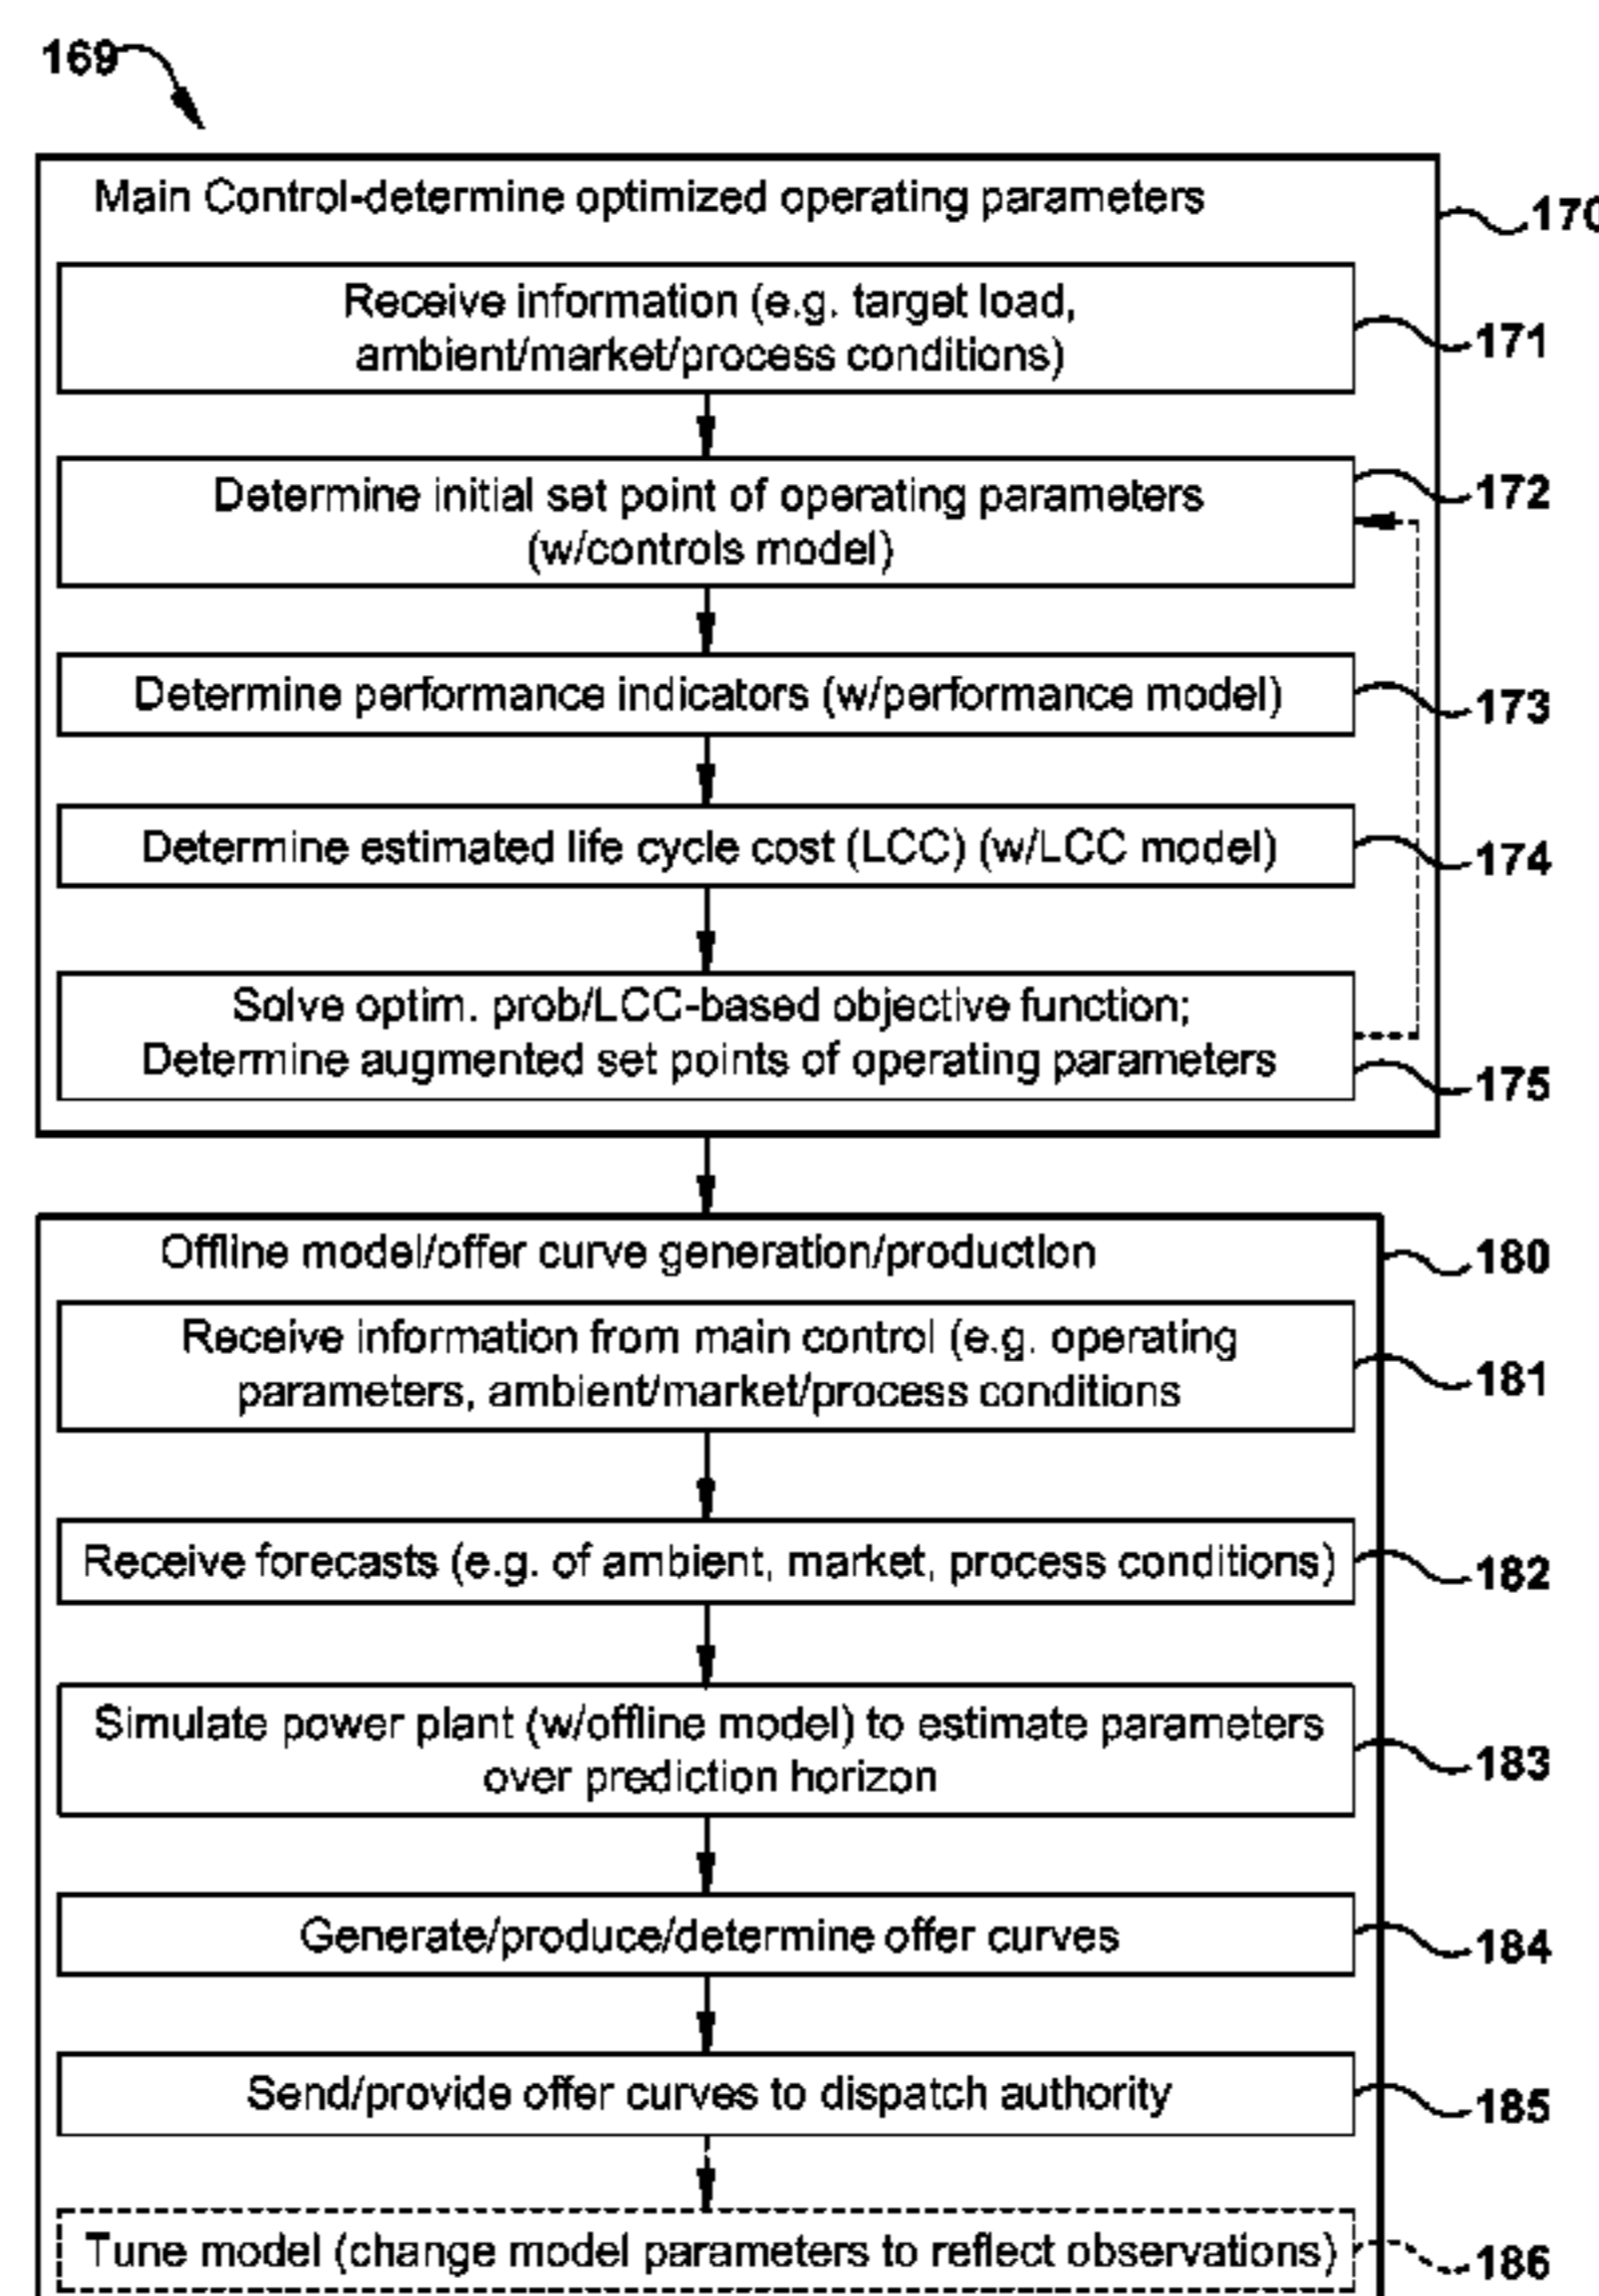 169
Main Control-determine optimized operating parameters
170
Receive information (e.g. target load,
ambient/market/process conditions)
171
Determine initial set point of operating parameters
(w/controls model)
172
Determine performance indicators (w/performance model)
173
Determine estimated life cycle cost (LCC) (w/LCC model)
174
Solve optim. prob/LCC-based objective function;
Determine augmented set points of operating parameters
175
Offline model/offer curve generation/production
180
Receive information from main control (e.g. operating
parameters, ambient/market/process conditions
181
Receive forecasts (e.g. of ambient, market, process conditions)
182
Simulate power plant (w/offline model) to estimate parameters
over prediction horizon
183
Generate/produce/determine offer curves
184
Send/provide offer curves to dispatch authority
185
Tune model (change model parameters to reflect observations)
186